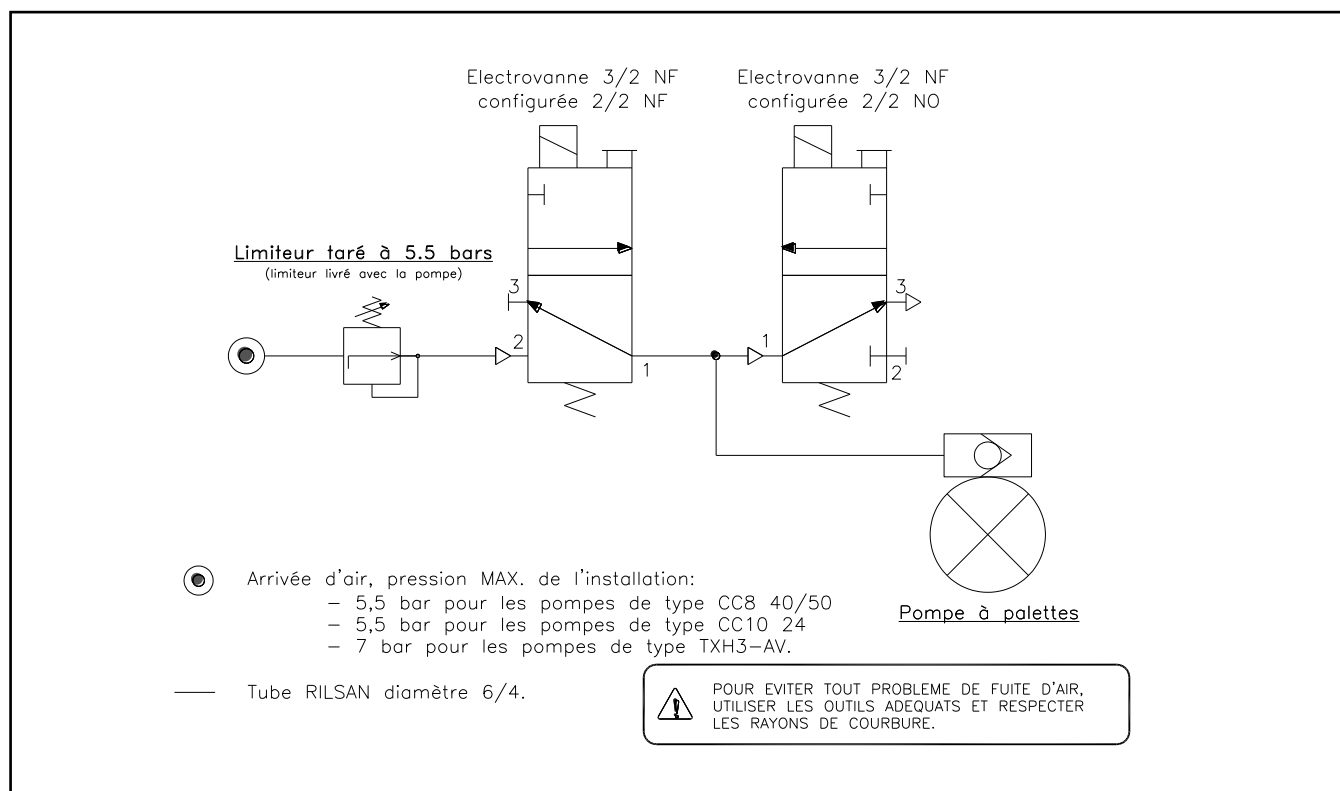 Electrovanne 3/2 NF
configurée 2/2 NF
Electrovanne 3/2 NF
configurée 2/2 NO
Limiteur taré à 5.5 bars
(limiteur livré avec la pompe)
3
2
1
3
1
2
Arrivée d'air, pression MAX. de l'installation:
– 5,5 bar pour les pompes de type CC8 40/50
– 5,5 bar pour les pompes de type CC10 24
– 7 bar pour les pompes de type TXH3–AV.
Pompe à palettes
Tube RILSAN diamètre 6/4.
POUR EVITER TOUT PROBLEME DE FUITE D'AIR,
UTILISER LES OUTILS ADEQUATS ET RESPECTER
LES RAYONS DE COURBURE.